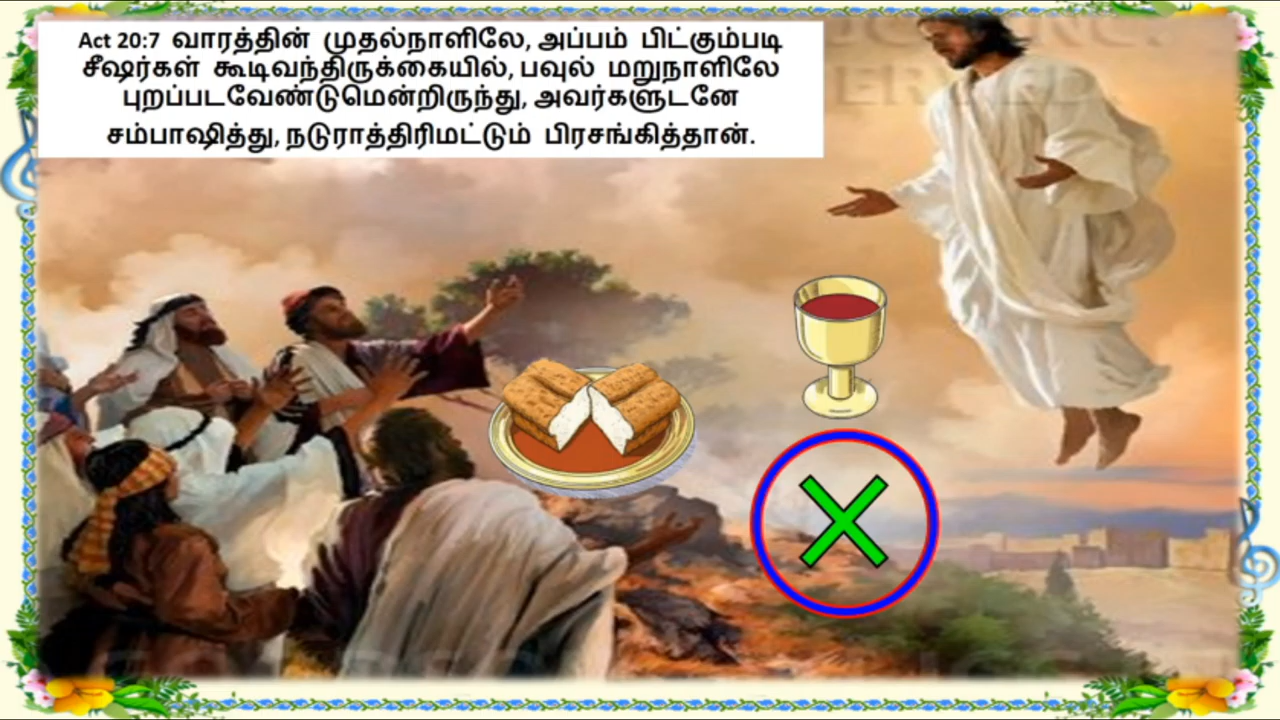 Act 20:7 வாரத்தின் முதல்நாளிலே, அப்பம் பிட்கும்படி
சீஷர்கள் கூடிவந்திருக்கையில், பவுல் மறுநாளிலே
புறப்படவேண்டுமென்றிருந்து, அவர்களுடனே
சம்பாஷித்து, நடுராத்திரிமட்டும் பிரசங்கித்தான்.